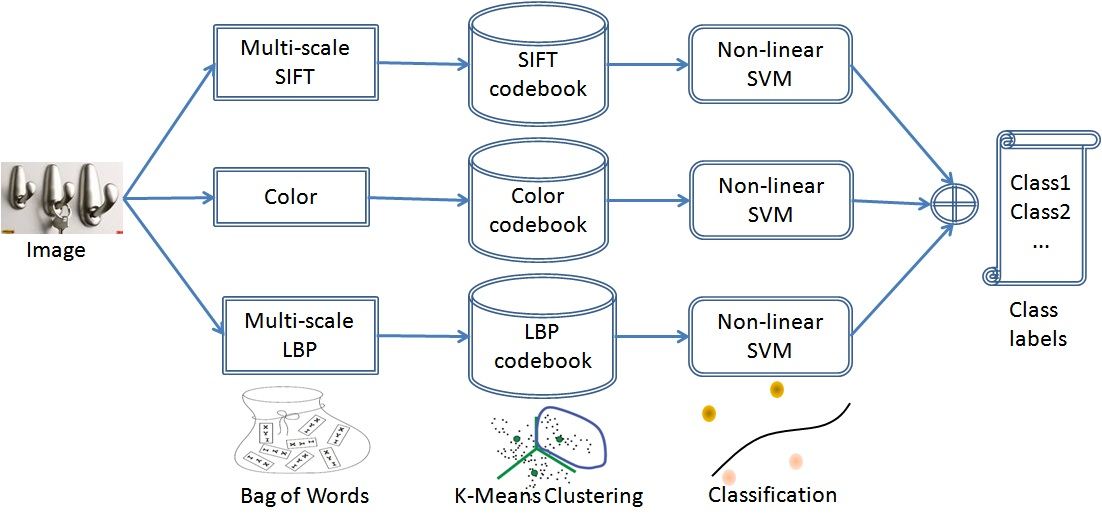 Multi-scale
SIFT
SIFT
codebook
Non-linear
SVM
Image
Color
Color
codebook
Non-linear
SVM
Class1
Class2
...
Class
labels
Multi-scale
LBP
LBP
codebook
Non-linear
SVM
Bag of Words
K-Means Clustering
Classification